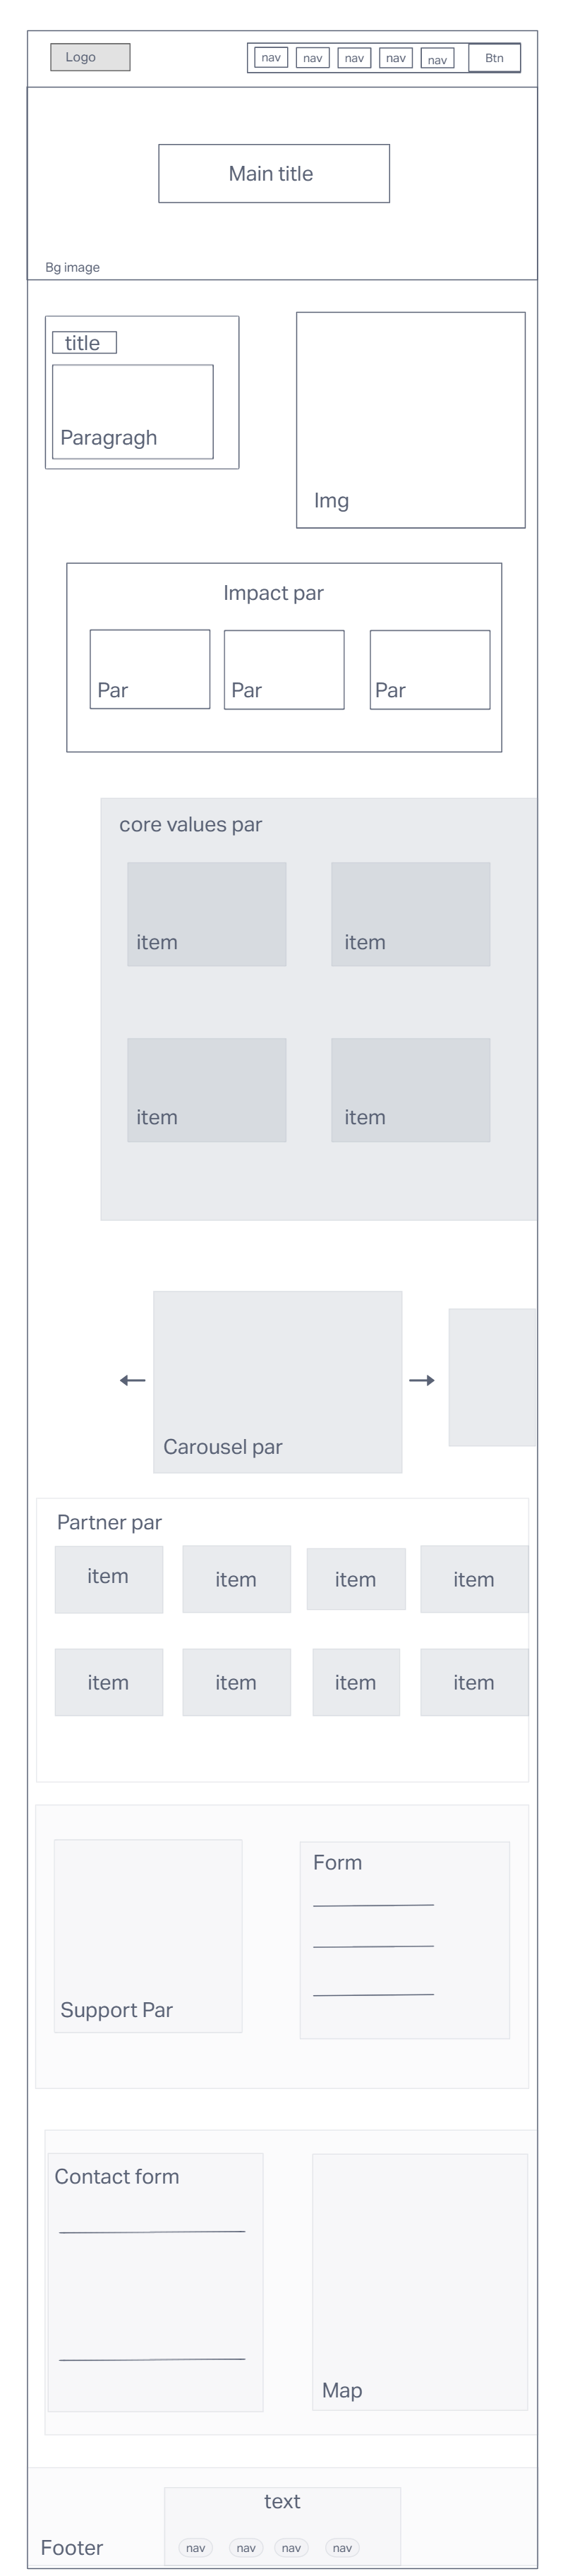 Logo
nav nav nav nav nav Btn
Main title
Bg image
title
Paragragh
Img
Impact par
Par Par Par
core values par
item item
item item
Carousel par
Partner par
item item item item
item item item item
Form
Support Par
Contact form
Map
text
Footer nav nav nav nav